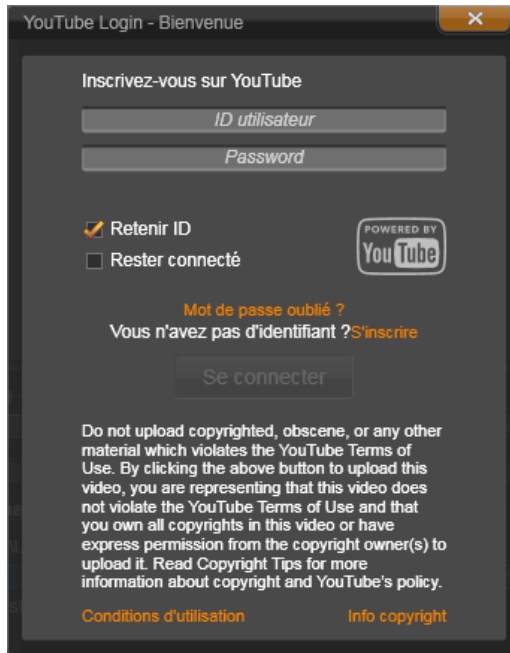 YouTube Login - Bienvenue
Inscrivez-vous sur YouTube
ID utilisateur
Password
Retenir ID
Rester connecté
POWERED BY
YouTube
Mot de passe oublié ?
Vous n'avez pas d'identifiant ?S'inscrire
Se connecter
Do not upload copyrighted, obscene, or any other
material which violates the YouTube Terms of
Use. By clicking the above button to upload this
video, you are representing that this video does
not violate the YouTube Terms of Use and that
you own all copyrights in this video or have
express permission from the copyright owner(s) to
upload it. Read Copyright Tips for more
information about copyright and YouTube's policy.
Conditions d'utilisation Info copyright